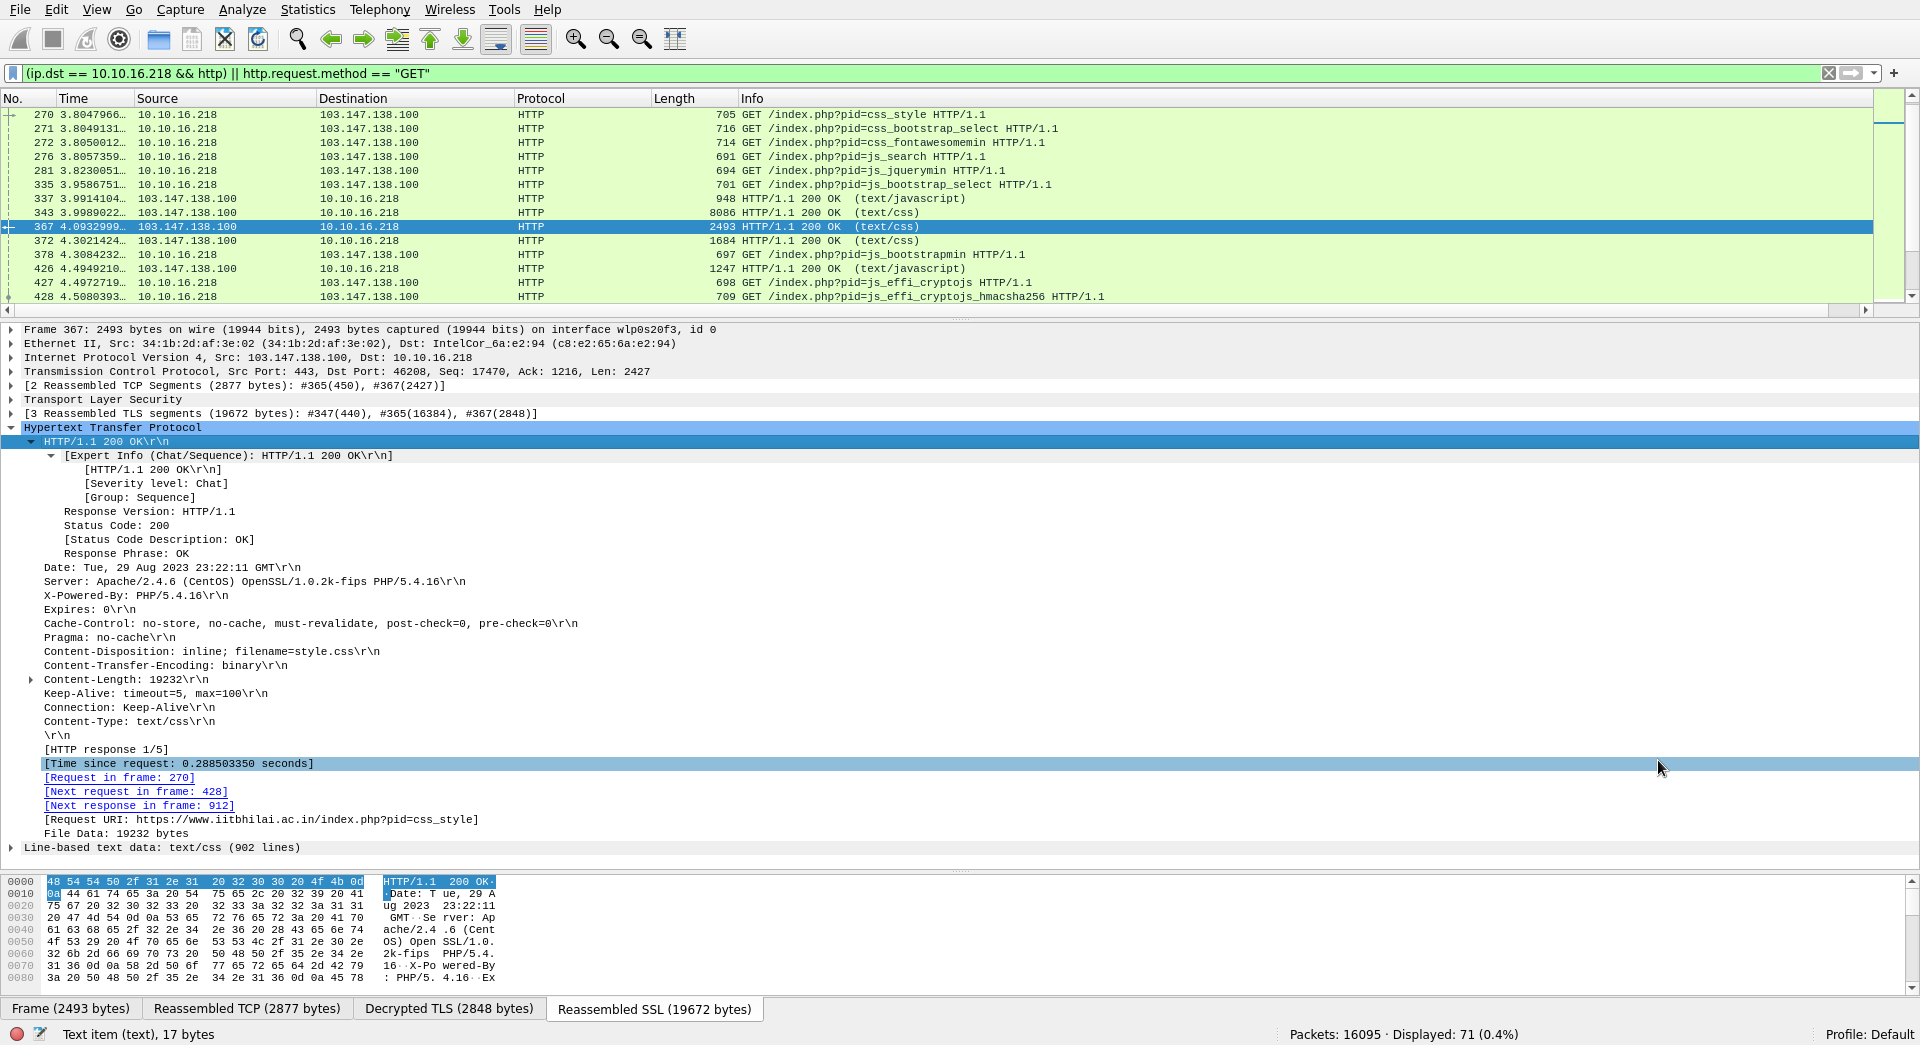 File Edit View Go Capture Analyze Statistics Telephony Wireless Tools Help
(ip.dst == 10.10.16.218 && http) || http.request.method == "GET"
No. Time Source Destination Protocol Length Info
270 3.8047966… 10.10.16.218 103.147.138.100 HTTP 705 GET /index.php?pid=css_style HTTP/1.1
271 3.8049131… 10.10.16.218 103.147.138.100 HTTP 716 GET /index.php?pid=css_bootstrap_select HTTP/1.1
272 3.8050012… 10.10.16.218 103.147.138.100 HTTP 714 GET /index.php?pid=css_fontawesomemin HTTP/1.1
276 3.8057359… 10.10.16.218 103.147.138.100 HTTP 691 GET /index.php?pid=js_search HTTP/1.1
281 3.8230051… 10.10.16.218 103.147.138.100 HTTP 694 GET /index.php?pid=js_jquerymin HTTP/1.1
335 3.9586751… 10.10.16.218 103.147.138.100 HTTP 701 GET /index.php?pid=js_bootstrap_select HTTP/1.1
337 3.9914104… 103.147.138.100 10.10.16.218 HTTP 948 HTTP/1.1 200 OK  (text/javascript)
343 3.9989022… 103.147.138.100 10.10.16.218 HTTP 8086 HTTP/1.1 200 OK  (text/css)
367 4.0932999… 103.147.138.100 10.10.16.218 HTTP 2493 HTTP/1.1 200 OK  (text/css)
372 4.3021424… 103.147.138.100 10.10.16.218 HTTP 1684 HTTP/1.1 200 OK  (text/css)
378 4.3084232… 10.10.16.218 103.147.138.100 HTTP 697 GET /index.php?pid=js_bootstrapmin HTTP/1.1
426 4.4949210… 103.147.138.100 10.10.16.218 HTTP 1247 HTTP/1.1 200 OK  (text/javascript)
427 4.4972719… 10.10.16.218 103.147.138.100 HTTP 698 GET /index.php?pid=js_effi_cryptojs HTTP/1.1
428 4.5080393… 10.10.16.218 103.147.138.100 HTTP 709 GET /index.php?pid=js_effi_cryptojs_hmacsha256 HTTP/1.1
Frame 367: 2493 bytes on wire (19944 bits), 2493 bytes captured (19944 bits) on interface wlp0s20f3, id 0
Ethernet II, Src: 34:1b:2d:af:3e:02 (34:1b:2d:af:3e:02), Dst: IntelCor_6a:e2:94 (c8:e2:65:6a:e2:94)
Internet Protocol Version 4, Src: 103.147.138.100, Dst: 10.10.16.218
Transmission Control Protocol, Src Port: 443, Dst Port: 46208, Seq: 17470, Ack: 1216, Len: 2427
[2 Reassembled TCP Segments (2877 bytes): #365(450), #367(2427)]
Transport Layer Security
[3 Reassembled TLS segments (19672 bytes): #347(440), #365(16384), #367(2848)]
Hypertext Transfer Protocol
HTTP/1.1 200 OK\r\n
[Expert Info (Chat/Sequence): HTTP/1.1 200 OK\r\n]
[HTTP/1.1 200 OK\r\n]
[Severity level: Chat]
[Group: Sequence]
Response Version: HTTP/1.1
Status Code: 200
[Status Code Description: OK]
Response Phrase: OK
Date: Tue, 29 Aug 2023 23:22:11 GMT\r\n
Server: Apache/2.4.6 (CentOS) OpenSSL/1.0.2k-fips PHP/5.4.16\r\n
X-Powered-By: PHP/5.4.16\r\n
Expires: 0\r\n
Cache-Control: no-store, no-cache, must-revalidate, post-check=0, pre-check=0\r\n
Pragma: no-cache\r\n
Content-Disposition: inline; filename=style.css\r\n
Content-Transfer-Encoding: binary\r\n
Content-Length: 19232\r\n
Keep-Alive: timeout=5, max=100\r\n
Connection: Keep-Alive\r\n
Content-Type: text/css\r\n
\r\n
[HTTP response 1/5]
[Time since request: 0.288503350 seconds]
[Request in frame: 270]
[Next request in frame: 428]
[Next response in frame: 912]
[Request URI: https://www.iitbhilai.ac.in/index.php?pid=css_style]
File Data: 19232 bytes
Line-based text data: text/css (902 lines)
0000 48 54 54 50 2f 31 2e 31 20 32 30 30 20 4f 4b 0d HTTP/1.1 200 OK·
0010 0a 44 61 74 65 3a 20 54 75 65 2c 20 32 39 20 41 ·Date: T ue, 29 A
0020 75 67 20 32 30 32 33 20 32 33 3a 32 32 3a 31 31 ug 2023 23:22:11
0030 20 47 4d 54 0d 0a 53 65 72 76 65 72 3a 20 41 70 GMT··Se rver: Ap
0040 61 63 68 65 2f 32 2e 34 2e 36 20 28 43 65 6e 74 ache/2.4 .6 (Cent
0050 4f 53 29 20 4f 70 65 6e 53 53 4c 2f 31 2e 30 2e OS) Open SSL/1.0.
0060 32 6b 2d 66 69 70 73 20 50 48 50 2f 35 2e 34 2e 2k-fips PHP/5.4.
0070 31 36 0d 0a 58 2d 50 6f 77 65 72 65 64 2d 42 79 16··X-Po wered-By
0080 3a 20 50 48 50 2f 35 2e 34 2e 31 36 0d 0a 45 78 : PHP/5. 4.16··Ex
Frame (2493 bytes) Reassembled TCP (2877 bytes) Decrypted TLS (2848 bytes) Reassembled SSL (19672 bytes)
Text item (text), 17 bytes Packets: 16095 · Displayed: 71 (0.4%) Profile: Default